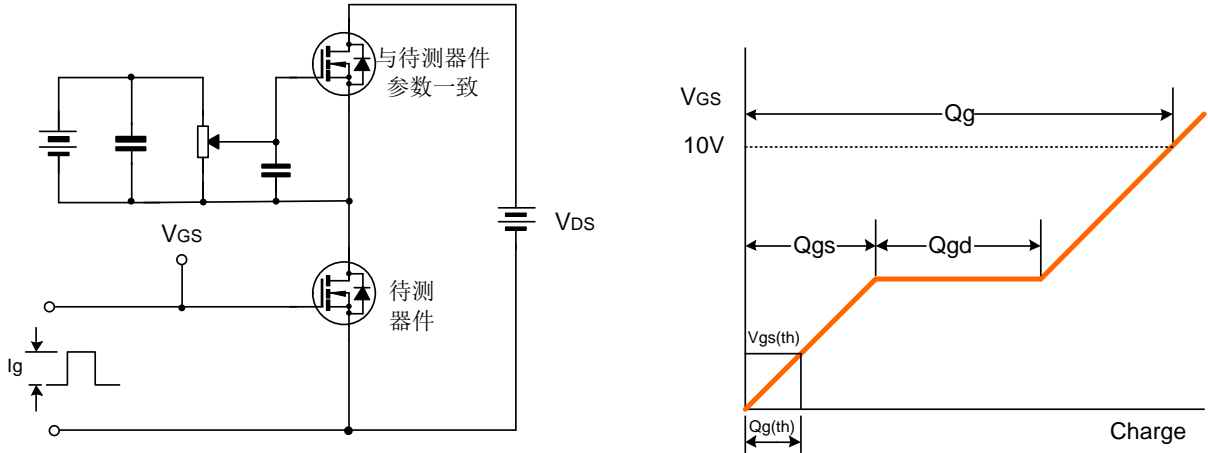 与待测器件
参数一致
VGS
VDS
待测
器件
Ig
VGS
10V
Qg
Qgs
Qgd
Vgs(th)
Qg(th)
Charge